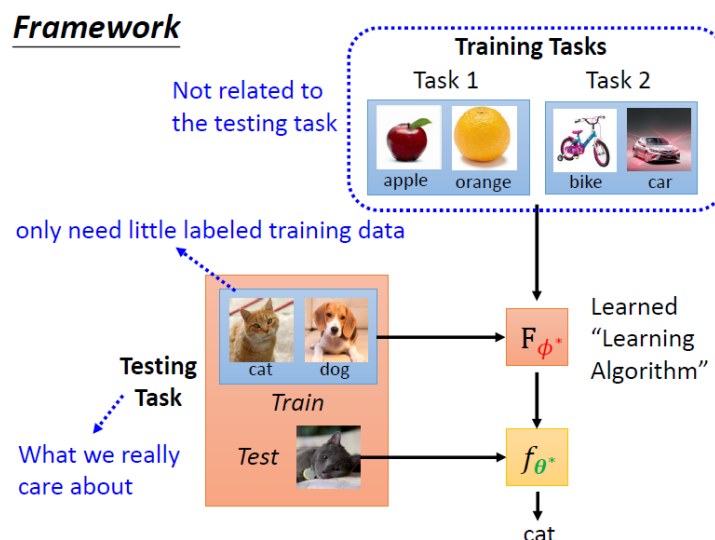 Framework
Training Tasks
Task 1
Task 2
Not related to
the testing task
apple
orange
bike
car
only need little labeled training data
cat
dog
Train
Testing
Task
Test
What we really
care about
F𝜙*
Learned
“Learning
Algorithm”
f𝜃*
cat